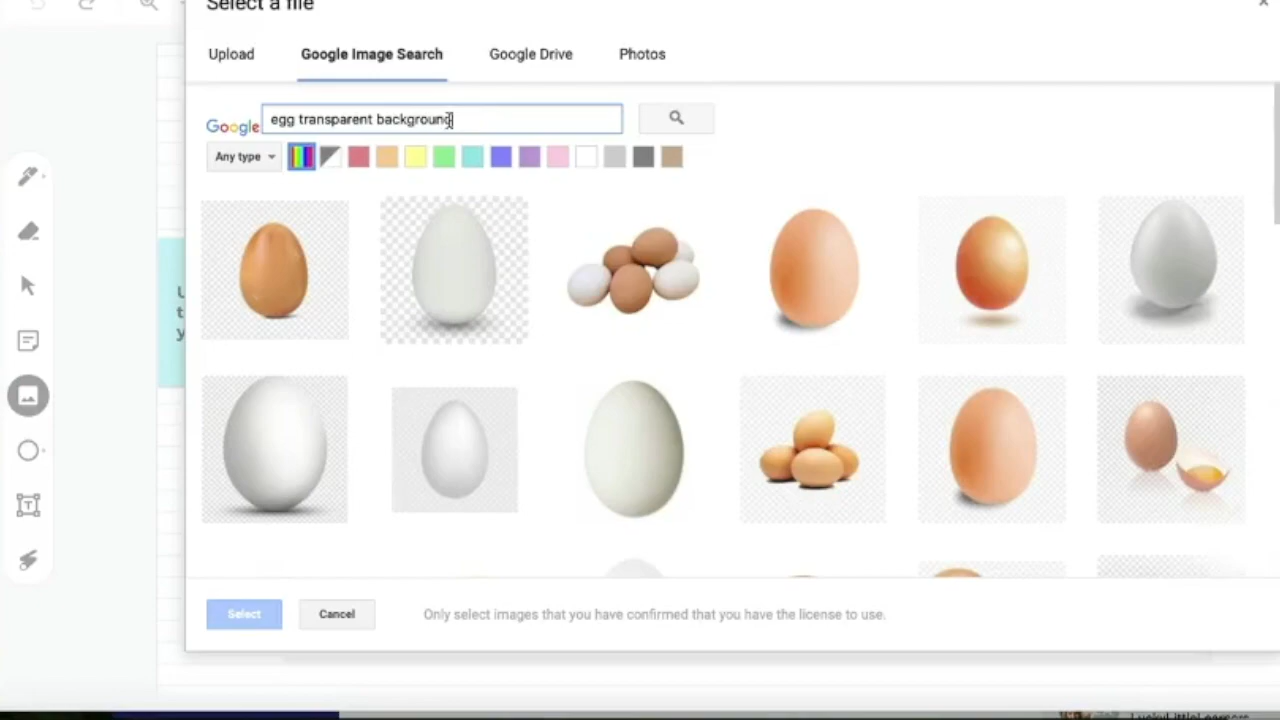 Select a file
Upload
Google Image Search
Google Drive
Photos
Google
egg transparent background
Any type
U
t
y
T
Select
Cancel
Only select images that you have confirmed that you have the license to use.
LuckyLittleLearners